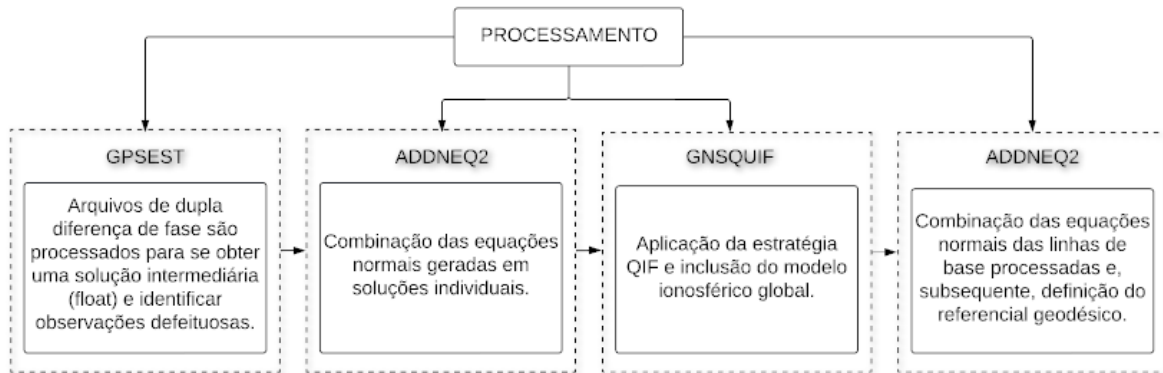 PROCESSAMENTO
GPSEST
Arquivos de dupla
diferença de fase são
processados para se obter
uma solução intermediária
(float) e identificar
observações defeituosas.
ADDNEQ2
Combinação das equações
normais geradas em
soluções individuais.
GNSQUIF
Aplicação da estratégia
QIF e inclusão do modelo
ionosférico global.
ADDNEQ2
Combinação das equações
normais das linhas de
base processadas e,
subsequente, definição do
referencial geodésico.